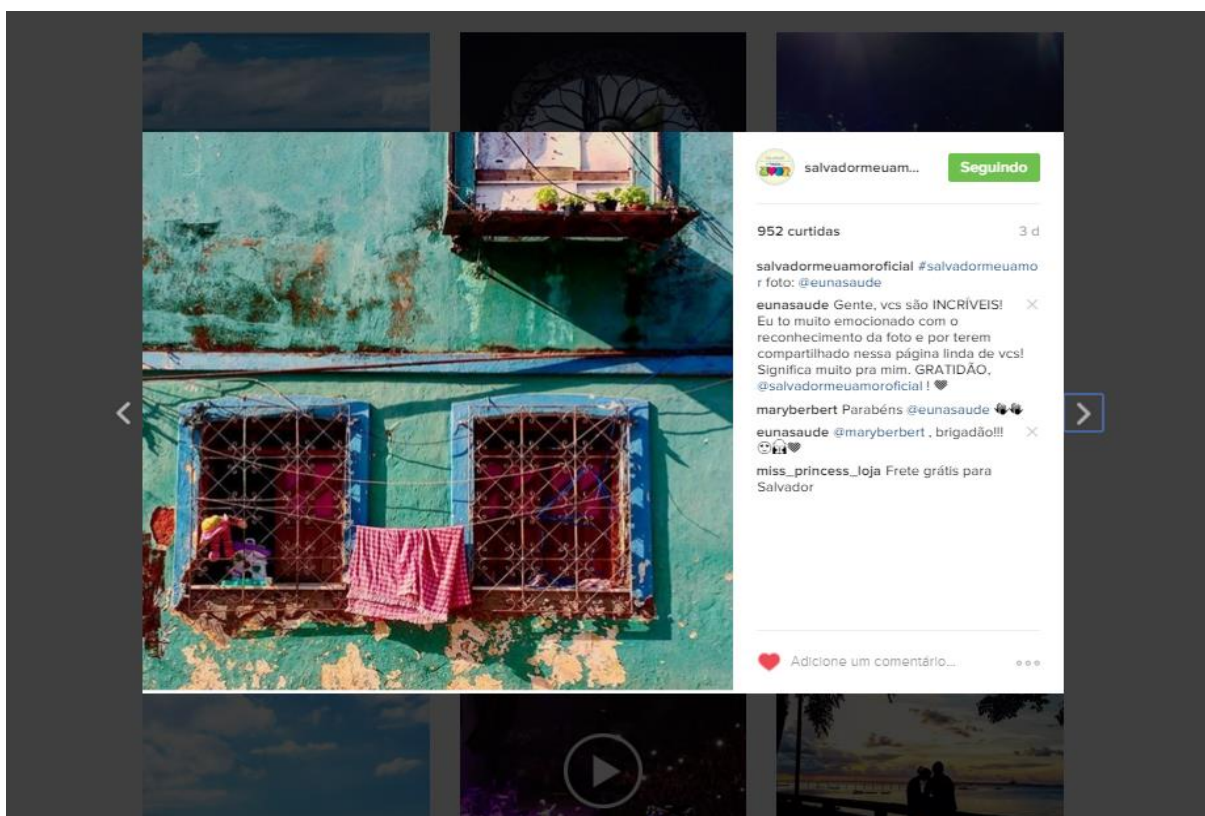 salvadormeuam...
Seguindo
952 curtidas
3 d
salvadormeuamoroficial #salvadormeuamo
r foto: @eunasaude
eunasaude Gente, vcs são INCRÍVEIS!
Eu to muito emocionado com o
reconhecimento da foto e por terem
compartilhado nessa página linda de vcs!
Significa muito pra mim. GRATIDÃO,
@salvadormeuamoroficial !
maryberbert Parabéns @eunasaude
eunasaude @maryberbert , brigadão!!!
miss_princess_loja Frete grátis para
Salvador
Adicione um comentário...